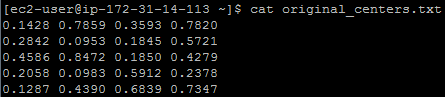 [ec2-user@ip-172-31-14-113 ~]$ cat original_centers.txt
0.1428 0.7859 0.3593 0.7820
0.2842 0.0953 0.1845 0.5721
0.4586 0.8472 0.1850 0.4279
0.2058 0.0983 0.5912 0.2378
0.1287 0.4390 0.6839 0.7347